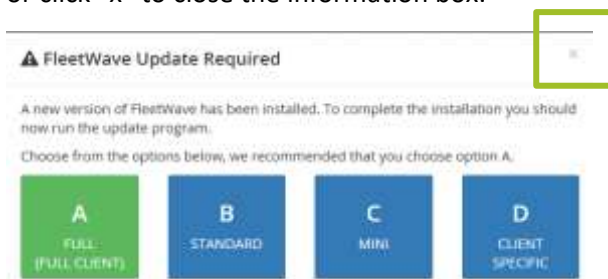 or click "X" to close the information box.
FleetWave Update Required
×
A new version of FleetWave has been installed. To complete the installation you should
now run the update program.
Choose from the options below, we recommended that you choose option A.
A
FULL
(FULL CLIENT)
B
STANDARD
C
MINI
D
CLIENT
SPECIFIC